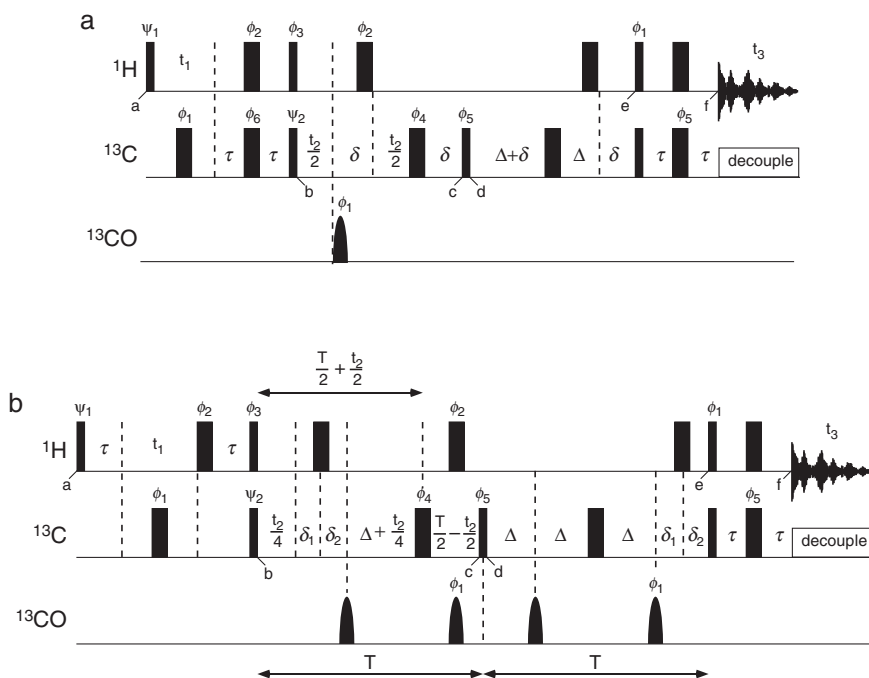 a
ψ1 ϕ2 ϕ3 ϕ2 ϕ1
1H t1 t3
a e f
ϕ1 ϕ6 ψ2 ϕ4 ϕ5 ϕ5
13C τ τ t2/2 δ t2/2 δ Δ+δ Δ δ τ τ decouple
b c d
ϕ1
13CO
T/2 + t2/2
b
ψ1 ϕ2 ϕ3 ϕ2 ϕ1
1H τ t1 τ t3
a e f
ϕ1 ψ2 ϕ4 ϕ5 ϕ5
13C t2/4 δ1 δ2 Δ + t2/4 T/2 − t2/2 Δ Δ Δ δ1 δ2 τ τ decouple
b c d
ϕ1 ϕ1
13CO
T T